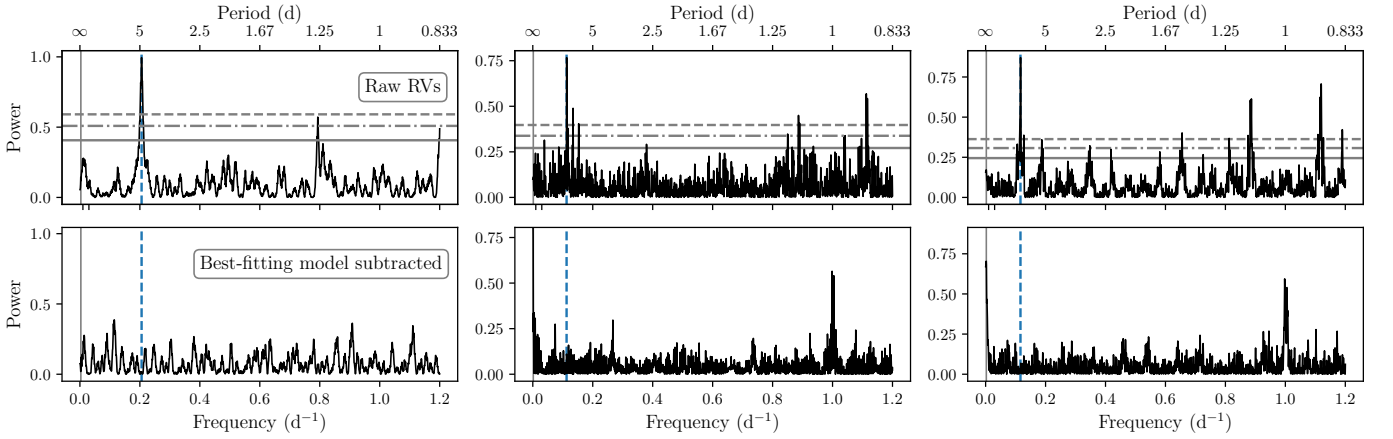 Period (d) Period (d) Period (d)
∞ 5 2.5 1.67 1.25 1 0.833 ∞ 5 2.5 1.67 1.25 1 0.833 ∞ 5 2.5 1.67 1.25 1 0.833
1.0
Raw RVs
0.5
0.0
Power
0.75
0.50
0.25
0.00
0.75
0.50
0.25
0.00
1.0
Best-fitting model subtracted
0.5
0.0
Power
0.75
0.50
0.25
0.00
0.75
0.50
0.25
0.00
0.0 0.2 0.4 0.6 0.8 1.0 1.2 0.0 0.2 0.4 0.6 0.8 1.0 1.2 0.0 0.2 0.4 0.6 0.8 1.0 1.2
Frequency (d⁻¹) Frequency (d⁻¹) Frequency (d⁻¹)